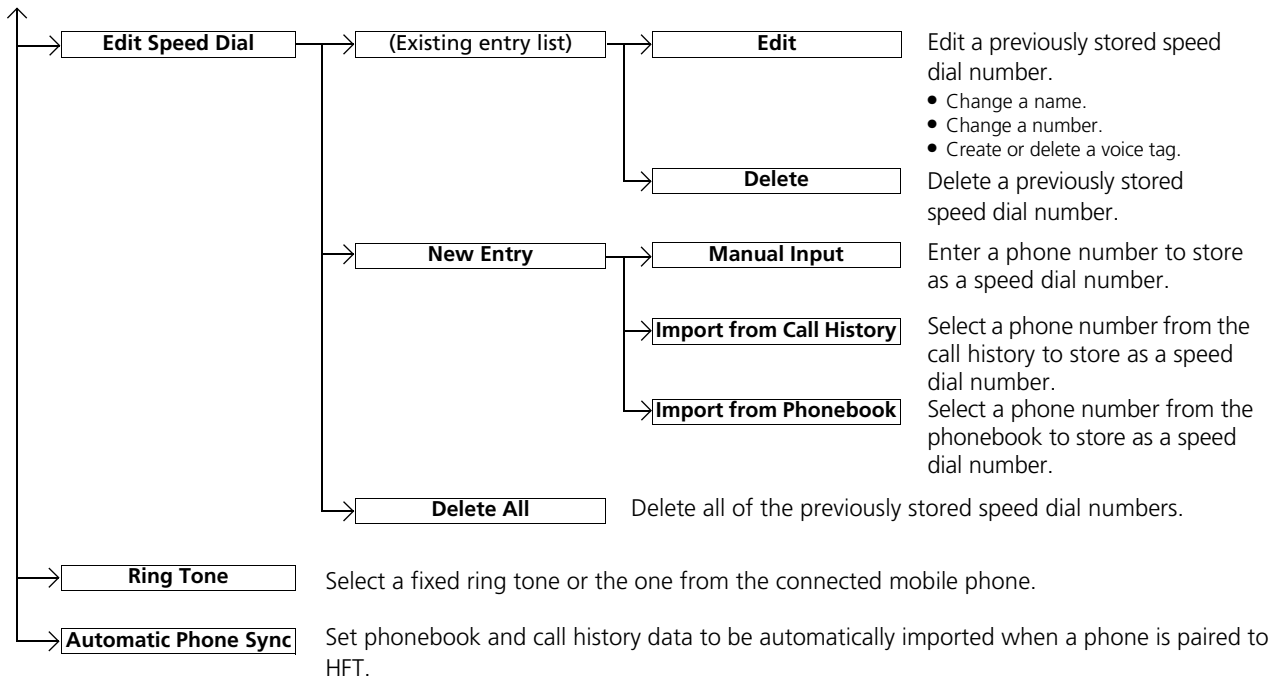 Edit Speed Dial
(Existing entry list)
Edit
Edit a previously stored speed
dial number.
• Change a name.
• Change a number.
• Create or delete a voice tag.
Delete
Delete a previously stored
speed dial number.
New Entry
Manual Input
Enter a phone number to store
as a speed dial number.
Import from Call History
Select a phone number from the
call history to store as a speed
dial number.
Import from Phonebook
Select a phone number from the
phonebook to store as a speed
dial number.
Delete All
Delete all of the previously stored speed dial numbers.
Ring Tone
Select a fixed ring tone or the one from the connected mobile phone.
Automatic Phone Sync
Set phonebook and call history data to be automatically imported when a phone is paired to
HFT.